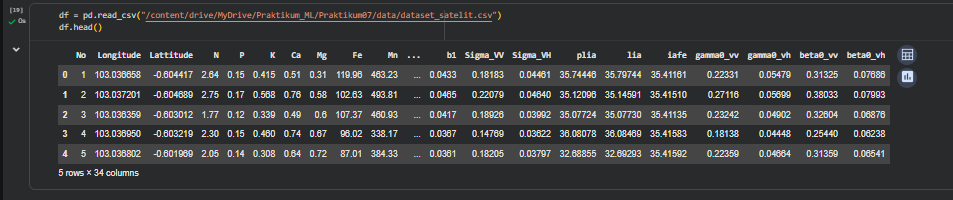 [19]
0s
df = pd.read_csv("/content/drive/MyDrive/Praktikum_ML/Praktikum07/data/dataset_satelit.csv")
df.head()
No Longitude Lattitude N P K Ca Mg Fe Mn ... b1 Sigma_VV Sigma_VH plia lia iafe gamma0_vv gamma0_vh beta0_vv beta0_vh
0 1 103.036658 -0.604417 2.64 0.15 0.415 0.51 0.31 119.96 463.23 ... 0.0433 0.18183 0.04461 35.74446 35.79744 35.41161 0.22331 0.05479 0.31325 0.07686
1 2 103.037201 -0.604689 2.75 0.17 0.568 0.76 0.58 102.63 493.81 ... 0.0465 0.22079 0.04640 35.12096 35.14591 35.41510 0.27116 0.05699 0.38033 0.07993
2 3 103.036359 -0.603012 1.77 0.12 0.339 0.49 0.6 107.37 460.93 ... 0.0417 0.18926 0.03992 35.07724 35.07730 35.41135 0.23242 0.04902 0.32604 0.06876
3 4 103.036950 -0.603219 2.30 0.15 0.460 0.74 0.67 96.02 338.17 ... 0.0367 0.14769 0.03622 36.08078 36.08469 35.41583 0.18138 0.04448 0.25440 0.06238
4 5 103.036802 -0.601969 2.05 0.14 0.308 0.64 0.72 87.01 384.33 ... 0.0361 0.18205 0.03797 32.68855 32.69293 35.41592 0.22359 0.04664 0.31359 0.06541
5 rows × 34 columns